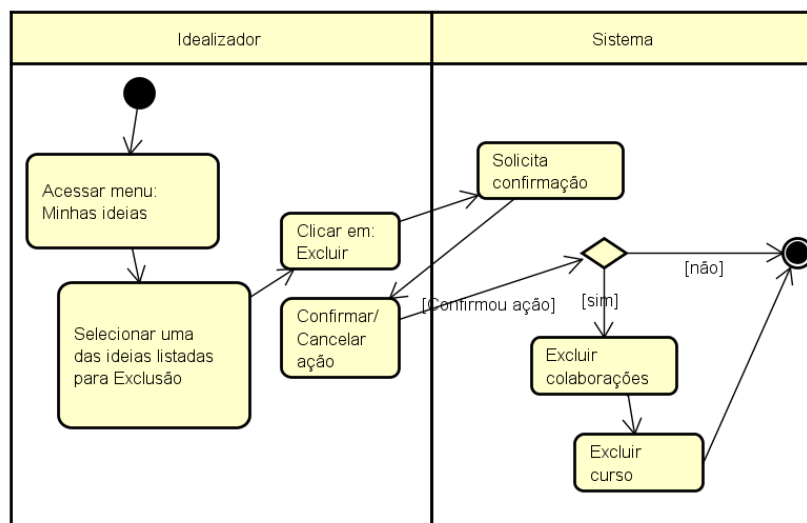 Idealizador
Sistema
Acessar menu:
Minhas ideias
Selecionar uma
das ideias listadas
para Exclusão
Clicar em:
Excluir
Solicita
confirmação
Confirmar/
Cancelar
ação
[Confirmou ação]
[não]
[sim]
Excluir
colaborações
Excluir
curso